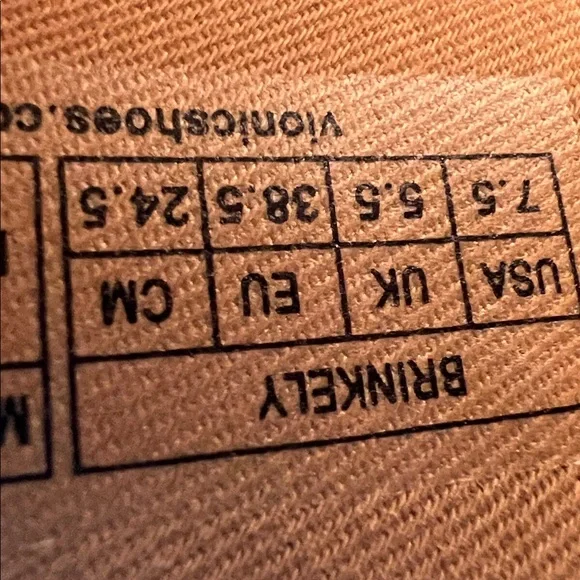 BRINKELY
USA UK EU CM
7.5 5.5 38.5 24.5
vionicshoes.co